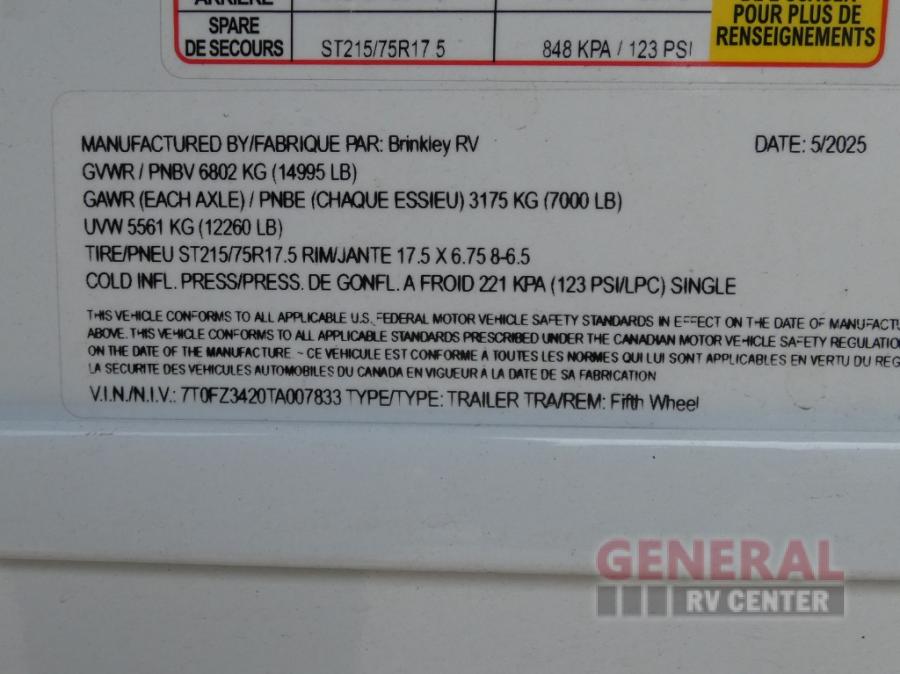 SPARE
DE SECOURS ST215/75R17 5 848 KPA / 123 PSI
POUR PLUS DE
RENSEIGNEMENTS
MANUFACTURED BY/FABRIQUE PAR: Brinkley RV DATE: 5/2025
GVWR / PNBV 6802 KG (14995 LB)
GAWR (EACH AXLE) / PNBE (CHAQUE ESSIEU) 3175 KG (7000 LB)
UVW 5561 KG (12260 LB)
TIRE/PNEU ST215/75R17.5 RIM/JANTE 17.5 X 6.75 8-6.5
COLD INFL. PRESS/PRESS. DE GONFL. A FROID 221 KPA (123 PSI/LPC) SINGLE
THIS VEHICLE CONFORMS TO ALL APPLICABLE U.S. FEDERAL MOTOR VEHICLE SAFETY STANDARDS IN EFFECT ON THE DATE OF MANUFACTU
ABOVE. THIS VEHICLE CONFORMS TO ALL APPLICABLE STANDARDS PRESCRIBED UNDER THE CANADIAN MOTOR VEHICLE SAFETY REGULATIO
ON THE DATE OF THE MANUFACTURE ~ CE VEHICULE EST CONFORME À TOUTES LES NORMES QUI LUI SONT APPLICABLES EN VERTU DU REG
LA SECURITE DES VEHICULES AUTOMOBILES DU CANADA EN VIGUEUR À LA DATE DE SA FABRICATION
V.I.N./N.I.V.: 7T0FZ3420TA007833 TYPE/TYPE: TRAILER TRA/REM: Fifth Wheel
GENERAL
RV CENTER